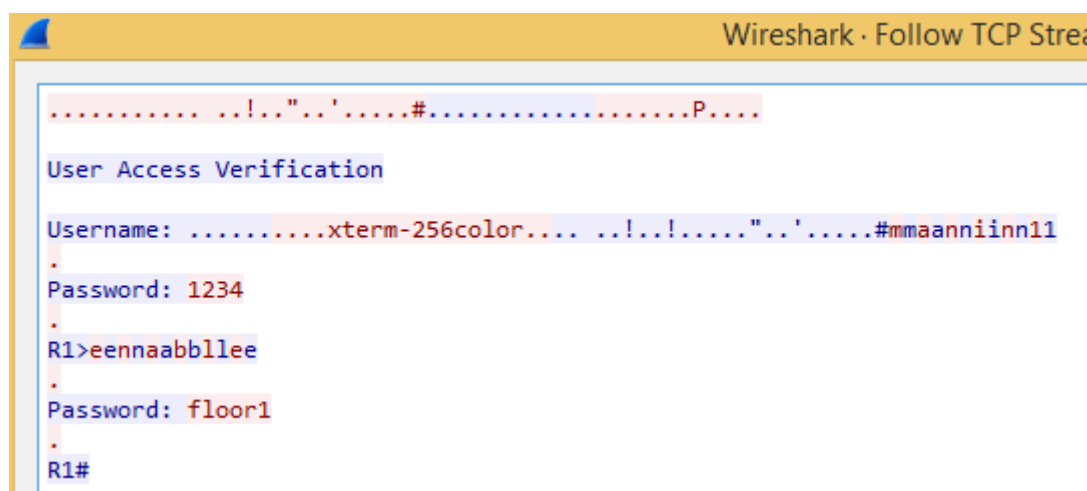 Wireshark · Follow TCP Strea
........... ..!.."..'.....#...................P....
User Access Verification
Username: ..........xterm-256color.... ..!..!....."..'.....#mmaanniinn11
.
Password: 1234
.
R1>eennaabbllee
.
Password: floor1
.
R1#